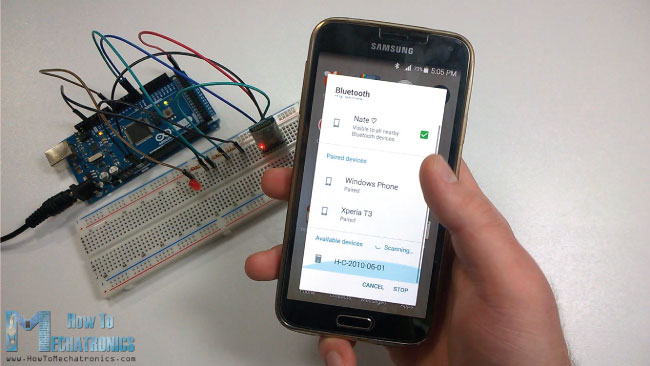 SAMSUNG
73% 5:05 PM
Bluetooth
Nate ♡
Visible to all nearby
Bluetooth devices
Paired devices
Windows Phone
Paired
Xperia T3
Paired
Available devices
Scanning...
H-C-2010-06-01
CANCEL
STOP
How To
Mechatronics
www.HowToMechatronics.com